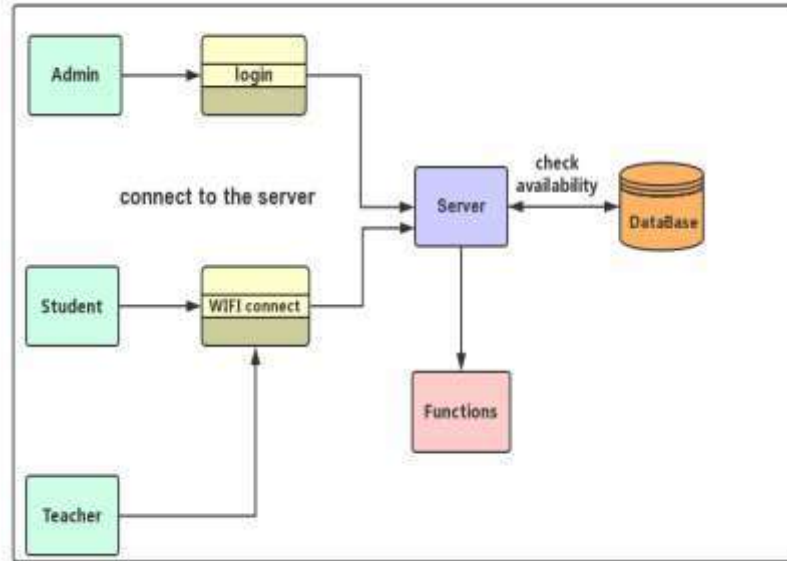 Admin
login
check
availability
connect to the server
Server
DataBase
Student
WIFI connect
Functions
Teacher